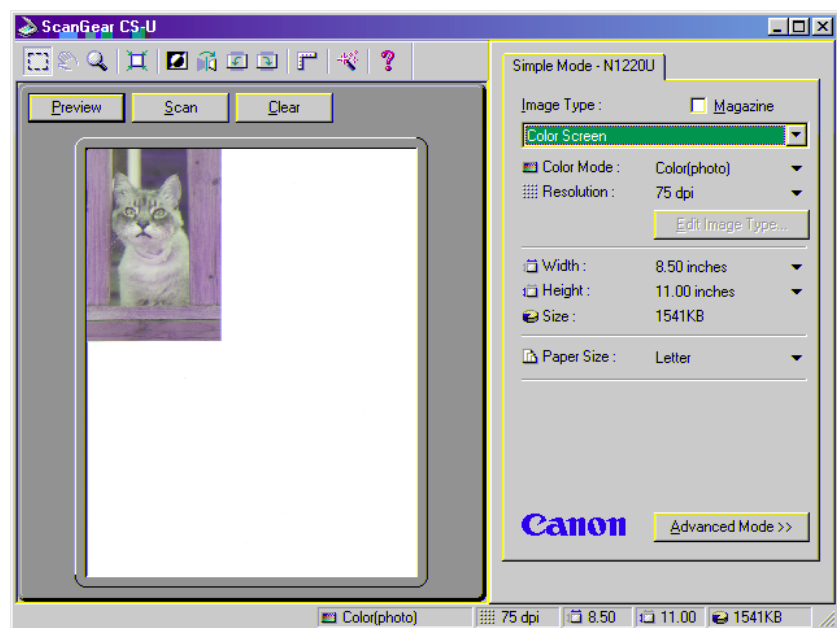 ScanGear CS-U
Preview Scan Clear
Simple Mode - N1220U
Image Type : Magazine
Color Screen
Color Mode : Color(photo)
Resolution : 75 dpi
Edit Image Type...
Width : 8.50 inches
Height : 11.00 inches
Size : 1541KB
Paper Size : Letter
Canon
Advanced Mode >>
Color(photo) 75 dpi 8.50 11.00 1541KB